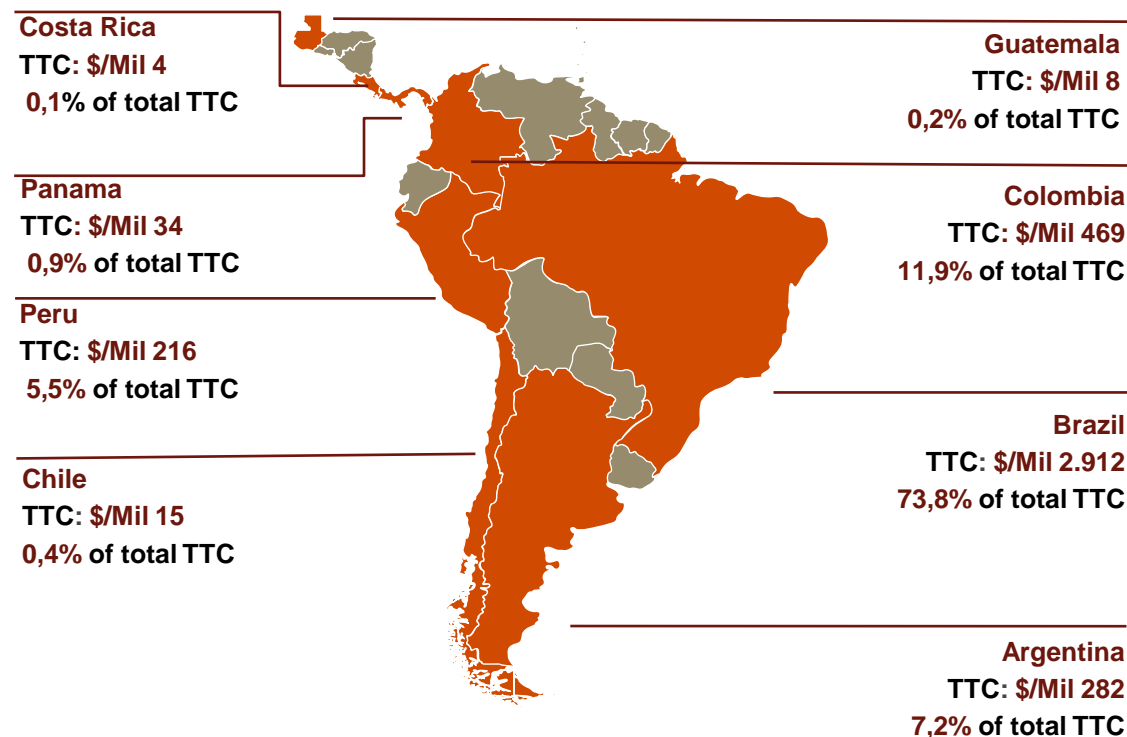 Costa Rica
TTC: $/Mil 4
0,1% of total TTC
Panama
TTC: $/Mil 34
0,9% of total TTC
Peru
TTC: $/Mil 216
5,5% of total TTC
Chile
TTC: $/Mil 15
0,4% of total TTC
Guatemala
TTC: $/Mil 8
0,2% of total TTC
Colombia
TTC: $/Mil 469
11,9% of total TTC
Brazil
TTC: $/Mil 2.912
73,8% of total TTC
Argentina
TTC: $/Mil 282
7,2% of total TTC